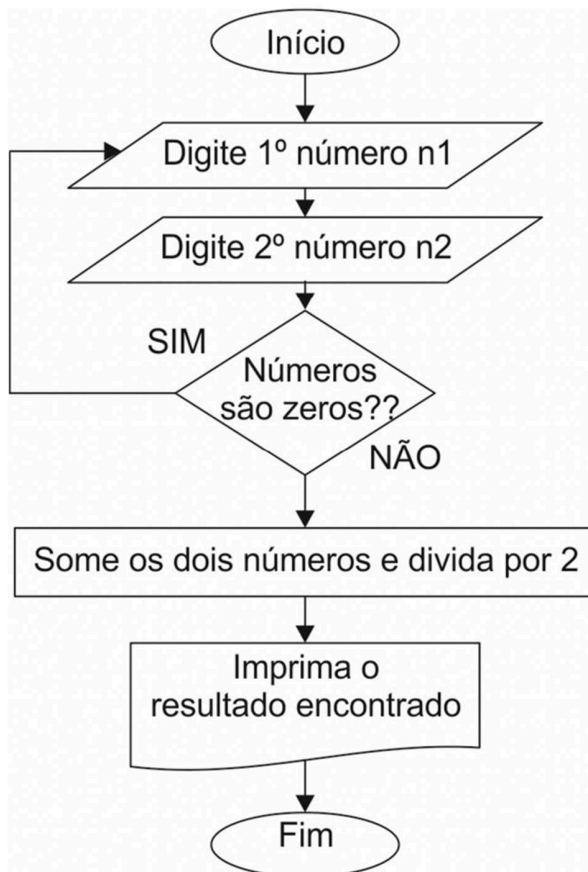 Início
Digite 1º número n1
Digite 2º número n2
SIM
Números
são zeros??
NÃO
Some os dois números e divida por 2
Imprima o
resultado encontrado
Fim